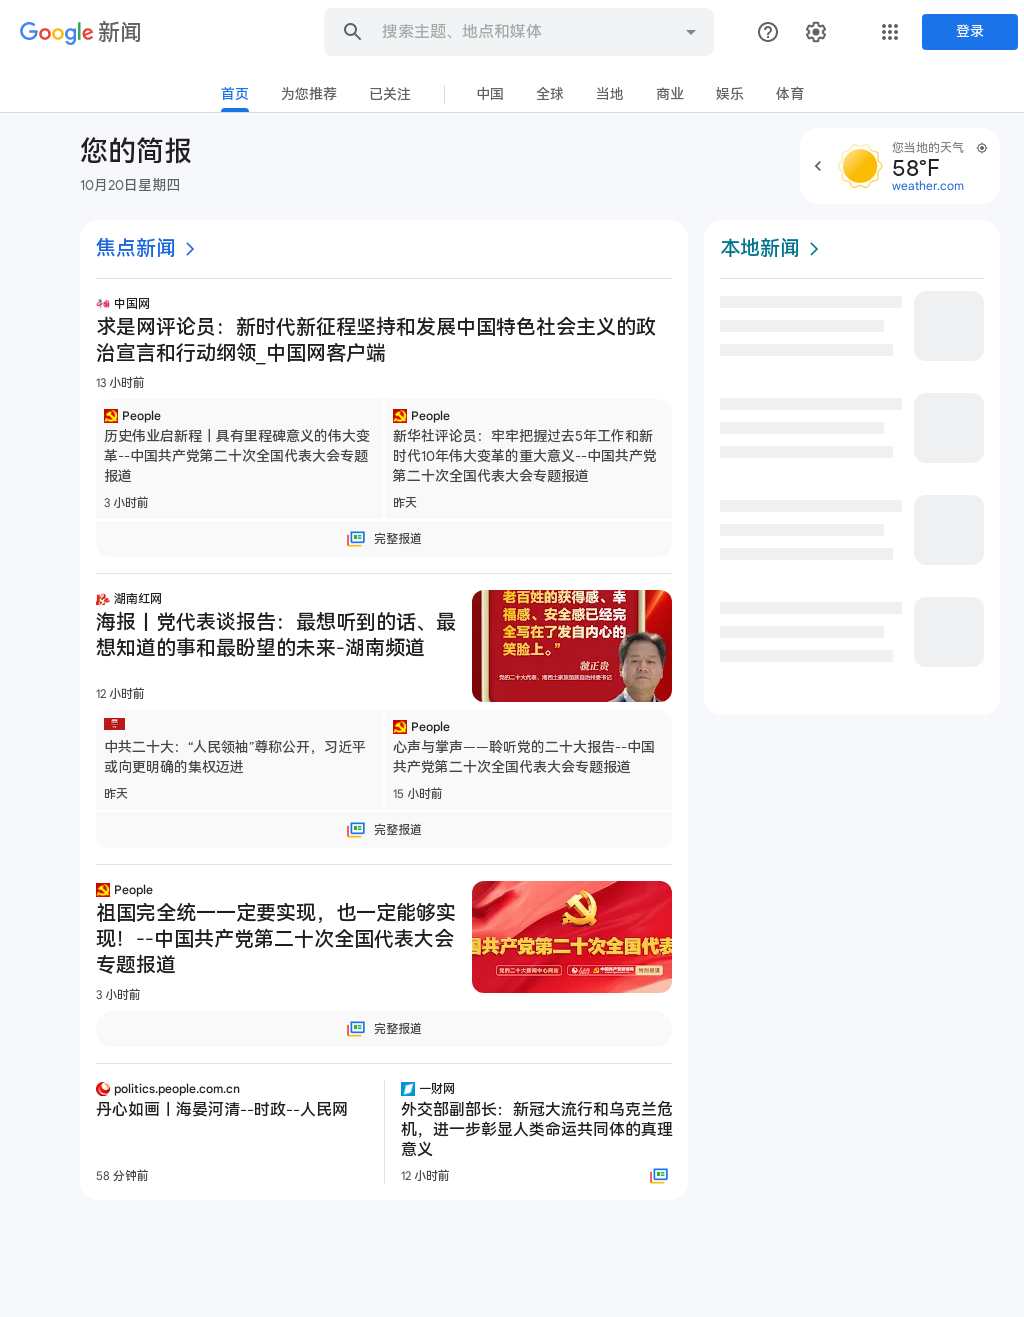 Google 新闻
搜索主题、地点和媒体
登录
首页 为您推荐 已关注 中国 全球 当地 商业 娱乐 体育
您的简报
10月20日星期四
您当地的天气
58°F
weather.com
焦点新闻
中国网
求是网评论员：新时代新征程坚持和发展中国特色社会主义的政
治宣言和行动纲领_中国网客户端
13 小时前
People
历史伟业启新程丨具有里程碑意义的伟大变
革--中国共产党第二十次全国代表大会专题
报道
3 小时前
People
新华社评论员：牢牢把握过去5年工作和新
时代10年伟大变革的重大意义--中国共产党
第二十次全国代表大会专题报道
昨天
完整报道
湖南红网
海报丨党代表谈报告：最想听到的话、最
想知道的事和最盼望的未来-湖南频道
12 小时前
老百姓的获得感、幸
福感、安全感已经完
全写在了发自内心的
笑脸上。”
虢正贵
党的二十大代表、湘西土家族苗族自治州委书记
中共二十大：“人民领袖”尊称公开，习近平
或向更明确的集权迈进
昨天
People
心声与掌声——聆听党的二十大报告--中国
共产党第二十次全国代表大会专题报道
15 小时前
完整报道
People
祖国完全统一一定要实现，也一定能够实
现！--中国共产党第二十次全国代表大会
专题报道
3 小时前
国共产党第二十次全国代表
党的二十大新闻中心网站
特别报道
完整报道
politics.people.com.cn
丹心如画丨海晏河清--时政--人民网
58 分钟前
一财网
外交部副部长：新冠大流行和乌克兰危
机，进一步彰显人类命运共同体的真理
意义
12 小时前
本地新闻